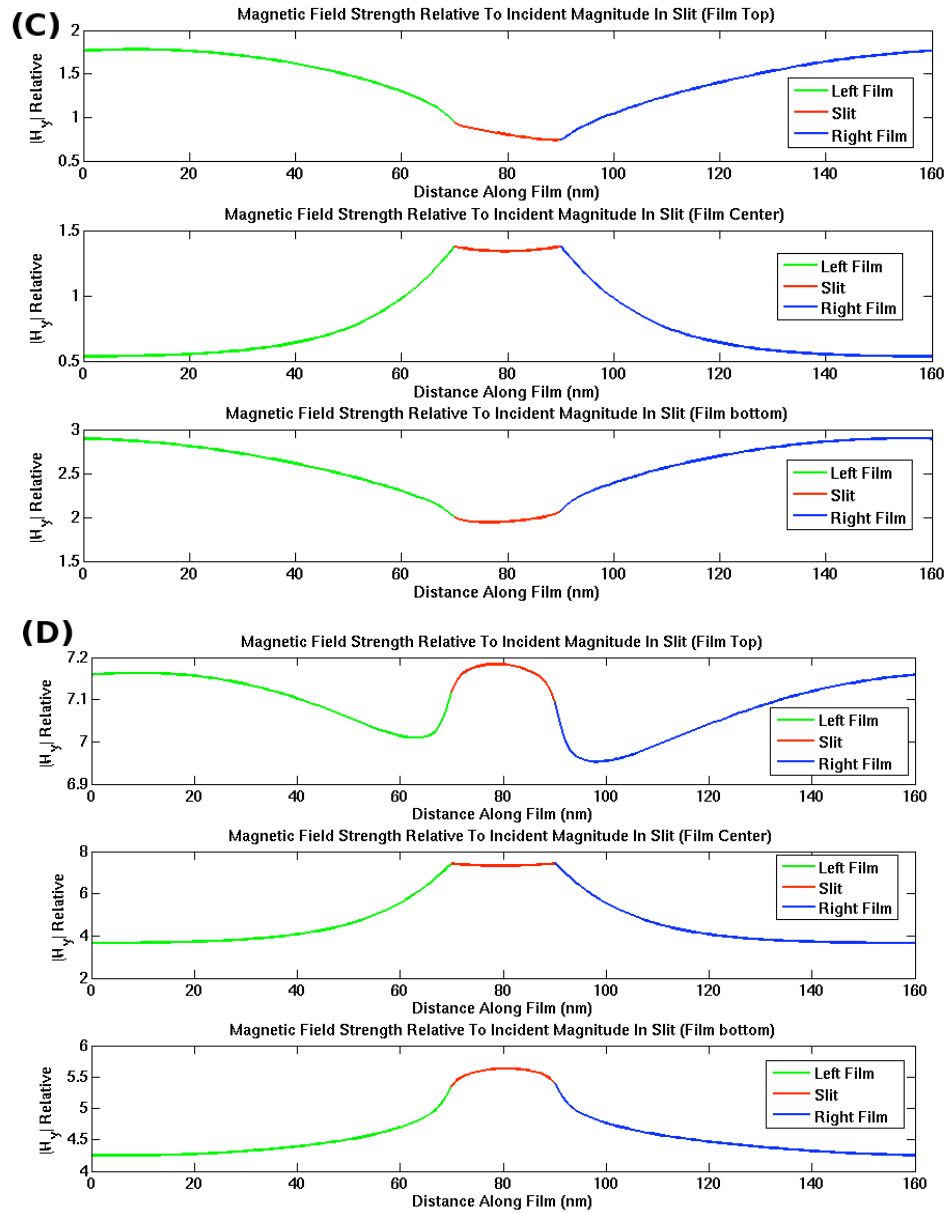 (C)
Magnetic Field Strength Relative To Incident Magnitude In Slit (Film Top)
2
1.5
1
0.5
|H_y| Relative
Left Film
Slit
Right Film
0 20 40 60 80 100 120 140 160
Distance Along Film (nm)
Magnetic Field Strength Relative To Incident Magnitude In Slit (Film Center)
1.5
1
0.5
|H_y| Relative
Left Film
Slit
Right Film
0 20 40 60 80 100 120 140 160
Distance Along Film (nm)
Magnetic Field Strength Relative To Incident Magnitude In Slit (Film bottom)
3
2.5
2
1.5
|H_y| Relative
Left Film
Slit
Right Film
0 20 40 60 80 100 120 140 160
Distance Along Film (nm)
(D)
Magnetic Field Strength Relative To Incident Magnitude In Slit (Film Top)
7.2
7.1
7
6.9
|H_y| Relative
Left Film
Slit
Right Film
0 20 40 60 80 100 120 140 160
Distance Along Film (nm)
Magnetic Field Strength Relative To Incident Magnitude In Slit (Film Center)
8
6
4
2
|H_y| Relative
Left Film
Slit
Right Film
0 20 40 60 80 100 120 140 160
Distance Along Film (nm)
Magnetic Field Strength Relative To Incident Magnitude In Slit (Film bottom)
6
5.5
5
4.5
4
|H_y| Relative
Left Film
Slit
Right Film
0 20 40 60 80 100 120 140 160
Distance Along Film (nm)